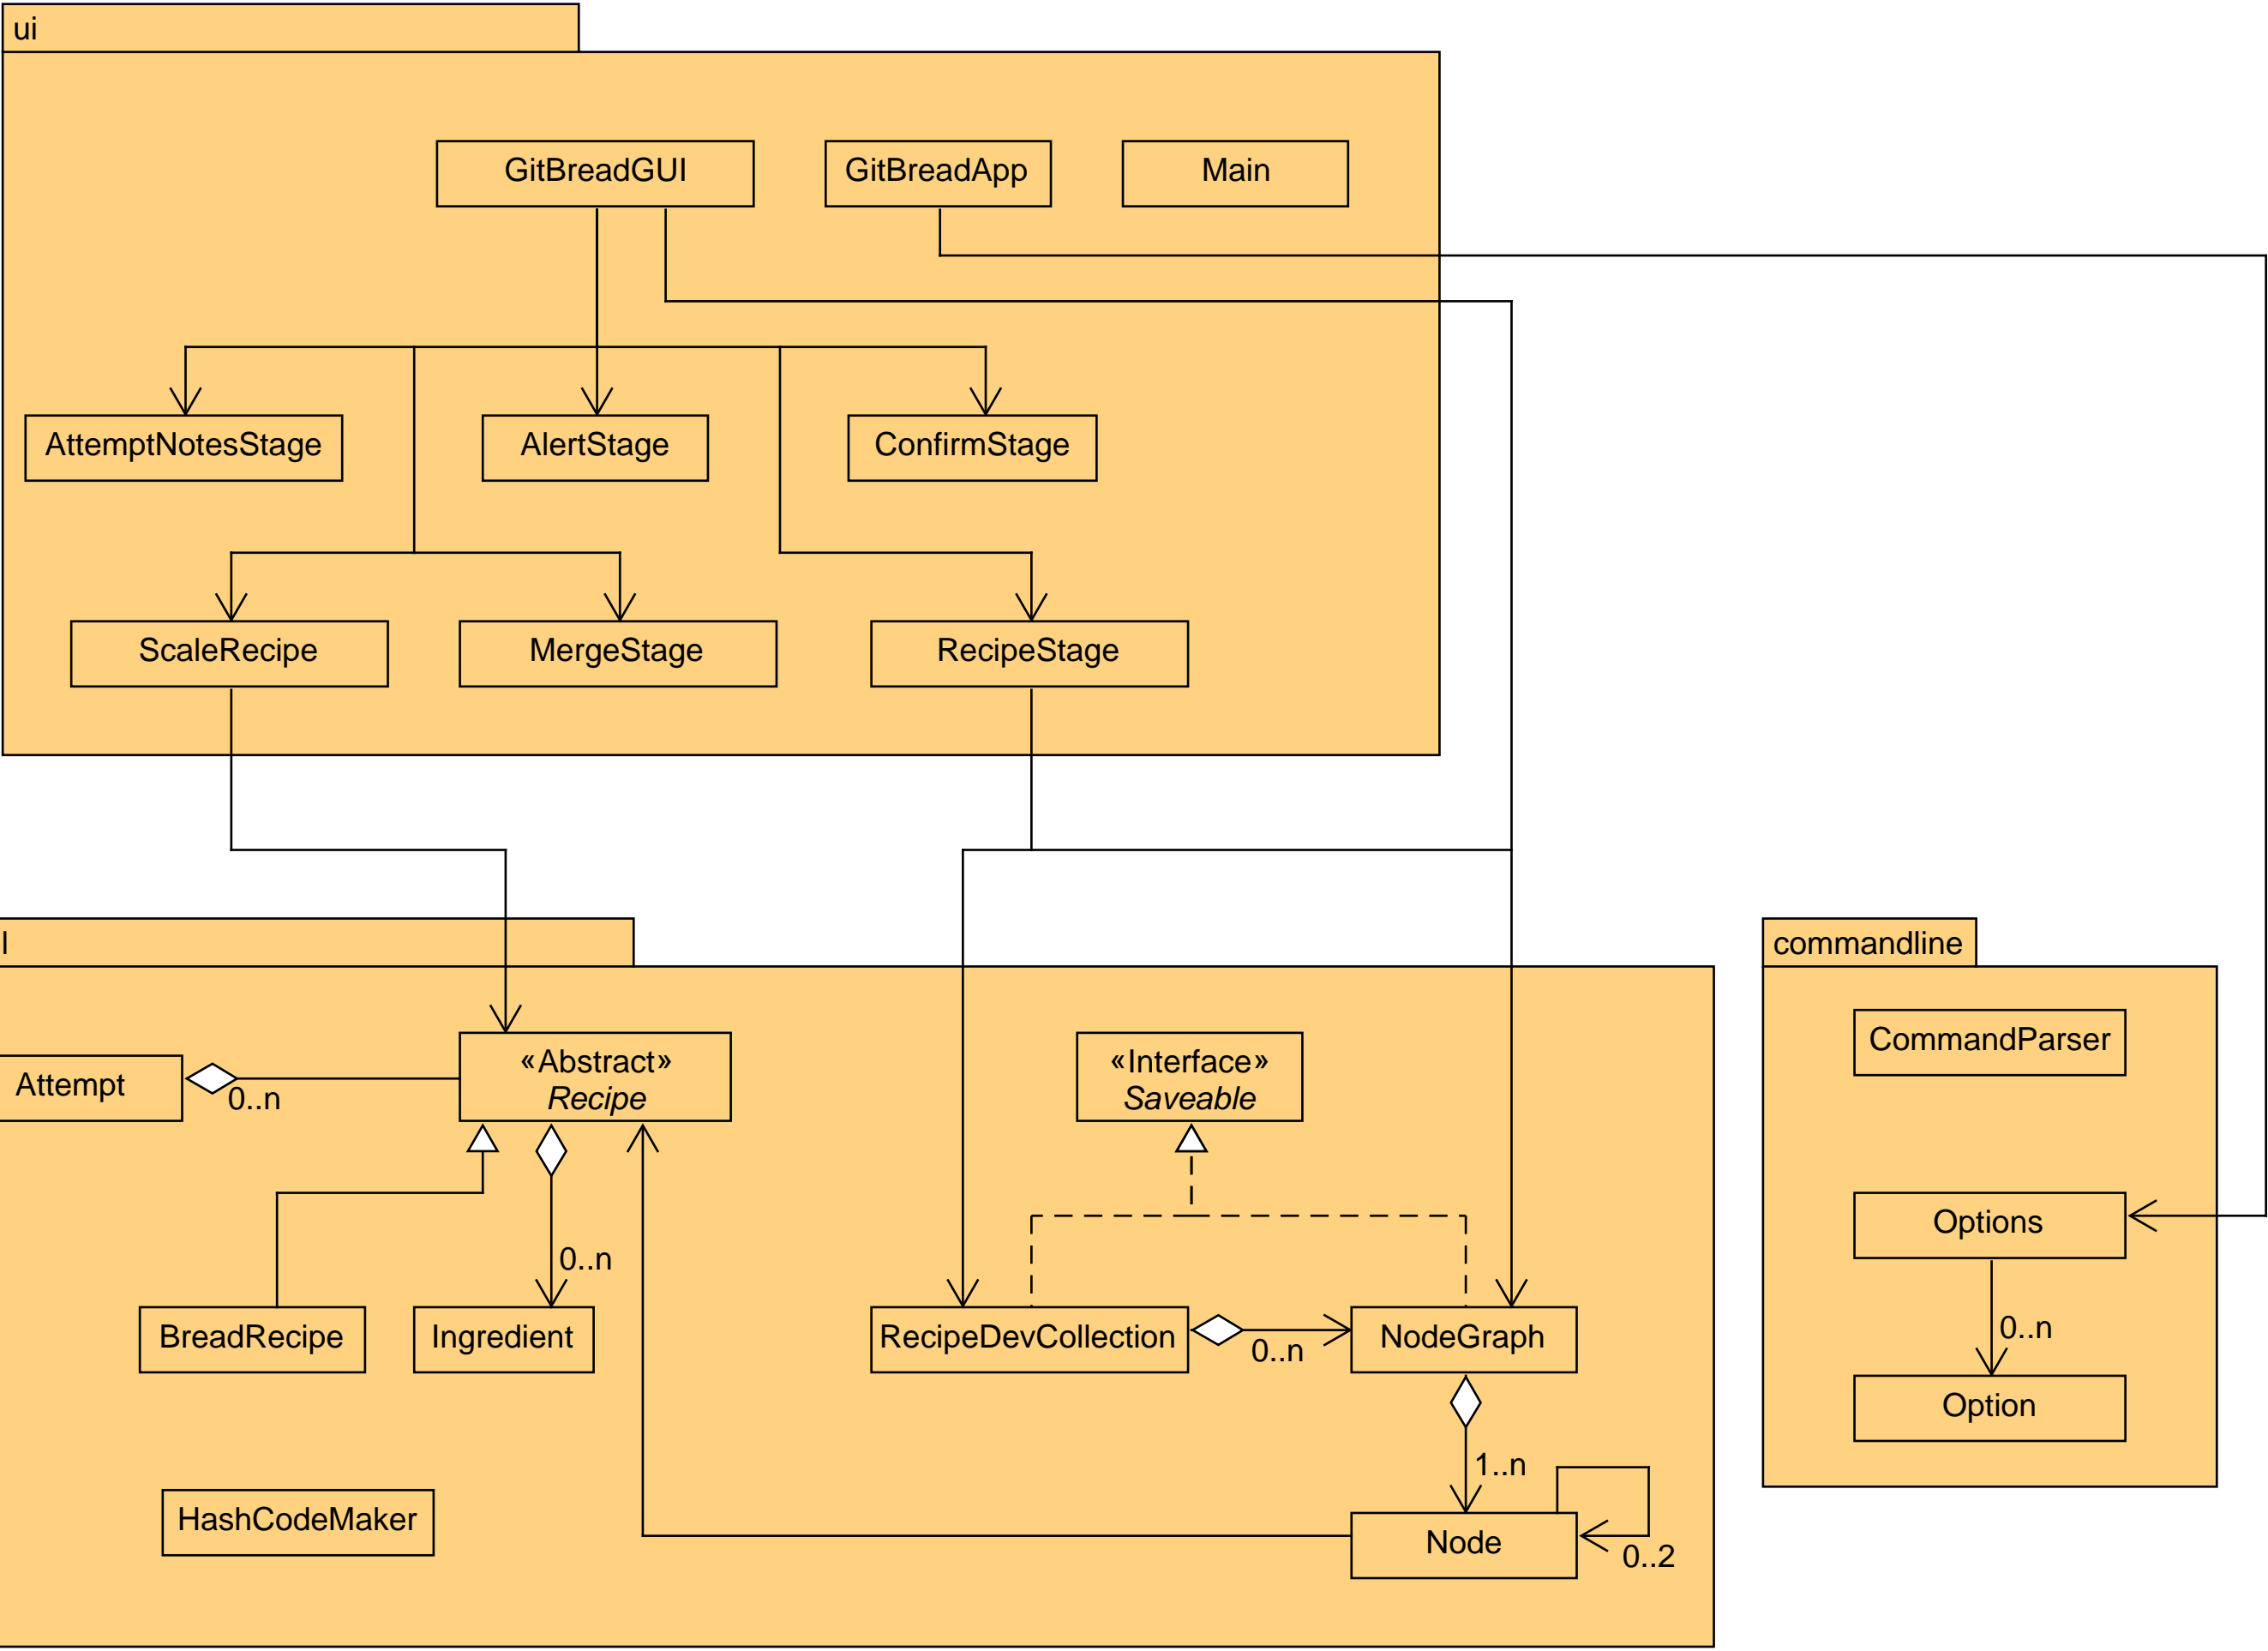 ui
GitBreadGUI
GitBreadApp
Main
AttemptNotesStage
AlertStage
ConfirmStage
ScaleRecipe
MergeStage
RecipeStage
l
commandline
«Abstract»
Recipe
«Interface»
Saveable
CommandParser
Attempt
0..n
Options
0..n
BreadRecipe
Ingredient
RecipeDevCollection
0..n
NodeGraph
0..n
Option
1..n
HashCodeMaker
Node
0..2